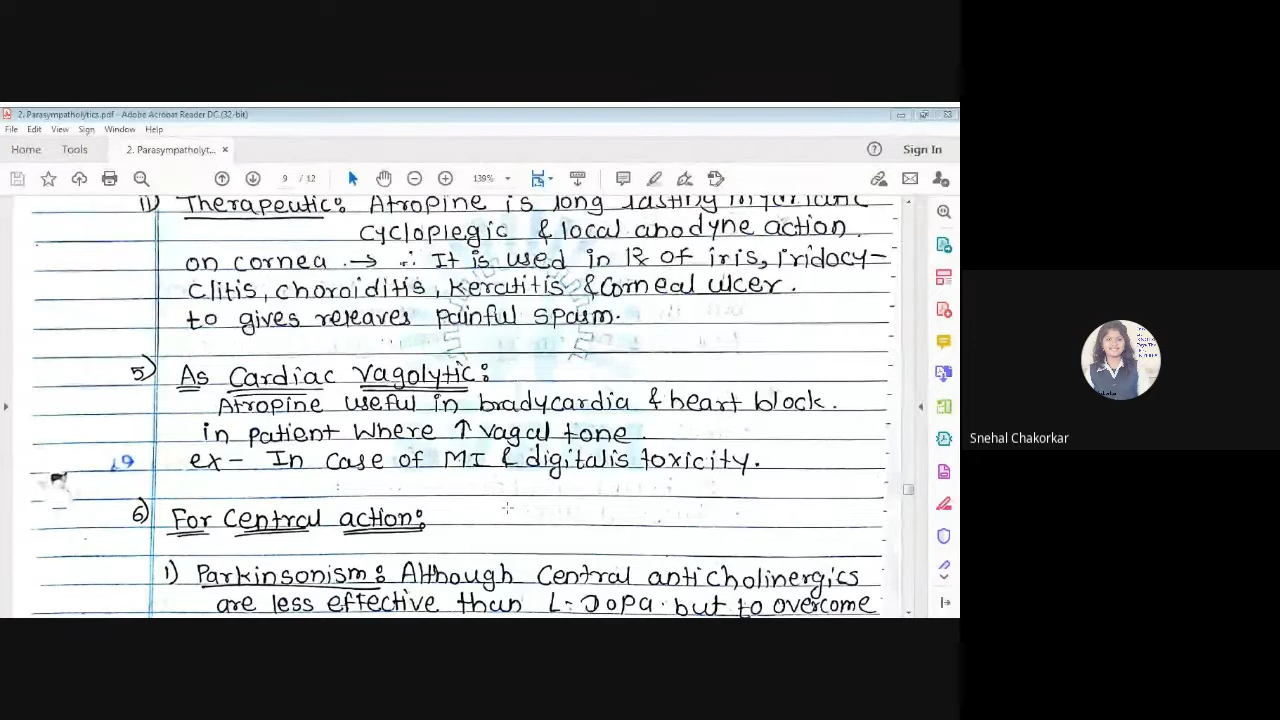 2. Parasympatholytics.pdf - Adobe Acrobat Reader DC (32-bit)
File Edit View Sign Window Help
Home Tools 2. Parasympatholyt... × Sign In
9 / 12 139%
11) Therapeutic: Atropine is long lasting mydriatic
cycloplegic & local anodyne action.
on cornea → ∴ It is used in Rx of iris, iridocy-
clitis, choroiditis, keratitis & corneal ulcer.
to gives releaves painful spasm.
5) As Cardiac Vagolytic:
Atropine useful in bradycardia & heart block.
in patient where ↑ vagal tone.
ex- In case of MI & digitalis toxicity.
6) For Central action:
1) Parkinsonism: Although Central anticholinergics
are less effective than L-Dopa but to overcome
Snehal Chakorkar